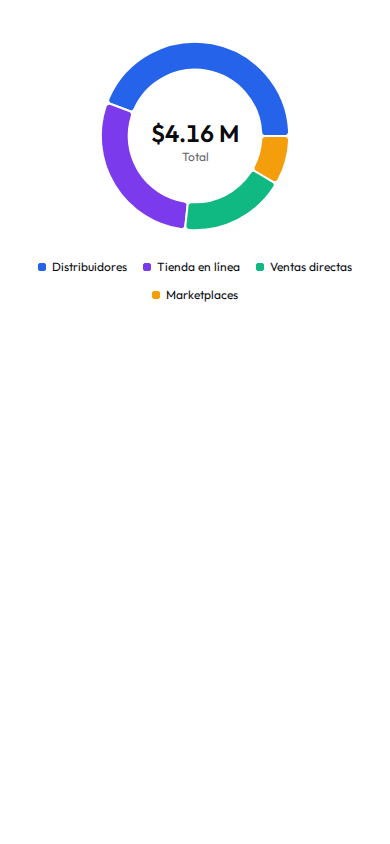 $4.16 M
Total
Distribuidores Tienda en línea Ventas directas
Marketplaces